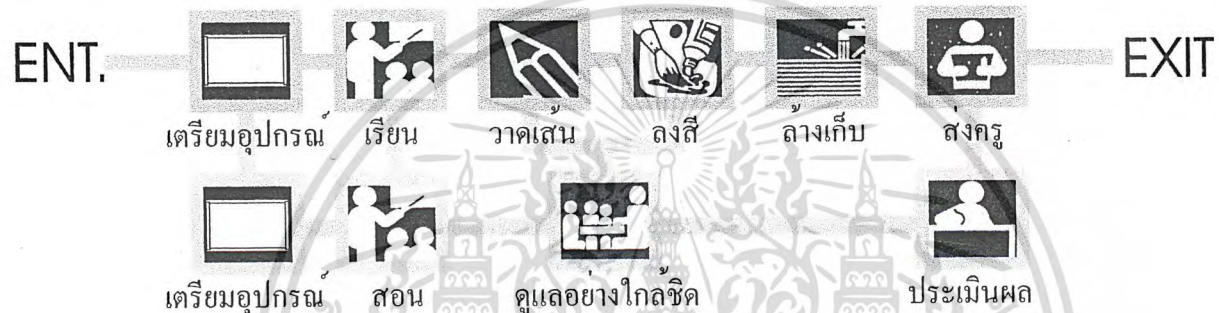 ENT.
EXIT
เตรียมอุปกรณ์ เรียน วาดเส้น ลงสี ล้างเก็บ ส่งครู
เตรียมอุปกรณ์ สอน ดูแลอย่างใกล้ชิด ประเมินผล